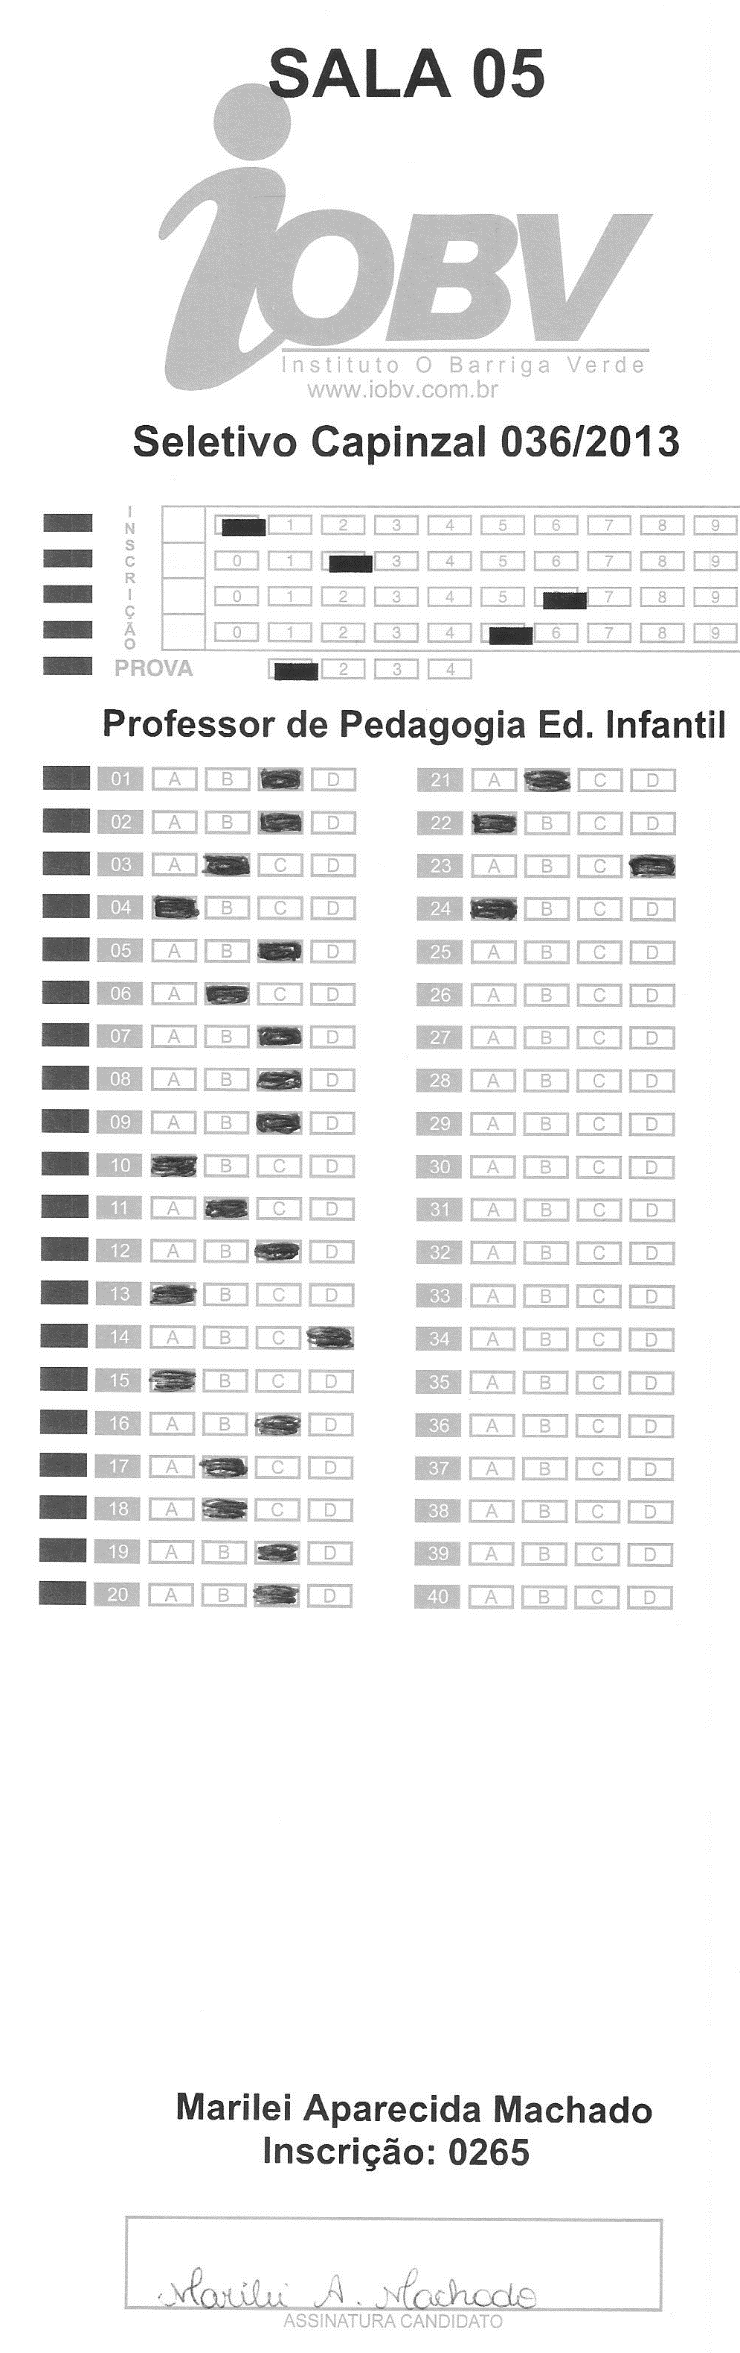 SALA 05
iOBV
Instituto O Barriga Verde
www.iobv.com.br
Seletivo Capinzal 036/2013
INSCRIÇÃO
1 2 3 4 5 6 7 8 9
0 1 3 4 5 6 7 8 9
0 1 2 3 4 5 7 8 9
0 1 2 3 4 6 7 8 9
PROVA 2 3 4
Professor de Pedagogia Ed. Infantil
01 A B D
02 A B D
03 A C D
04 B C D
05 A B D
06 A C D
07 A B D
08 A B D
09 A B D
10 B C D
11 A C D
12 A B D
13 B C D
14 A B C
15 B C D
16 A B D
17 A C D
18 A C D
19 A B D
20 A B D
21 A C D
22 B C D
23 A B C
24 B C D
25 A B C D
26 A B C D
27 A B C D
28 A B C D
29 A B C D
30 A B C D
31 A B C D
32 A B C D
33 A B C D
34 A B C D
35 A B C D
36 A B C D
37 A B C D
38 A B C D
39 A B C D
40 A B C D
Marilei Aparecida Machado
Inscrição: 0265
Marilei A. Machado
ASSINATURA CANDIDATO